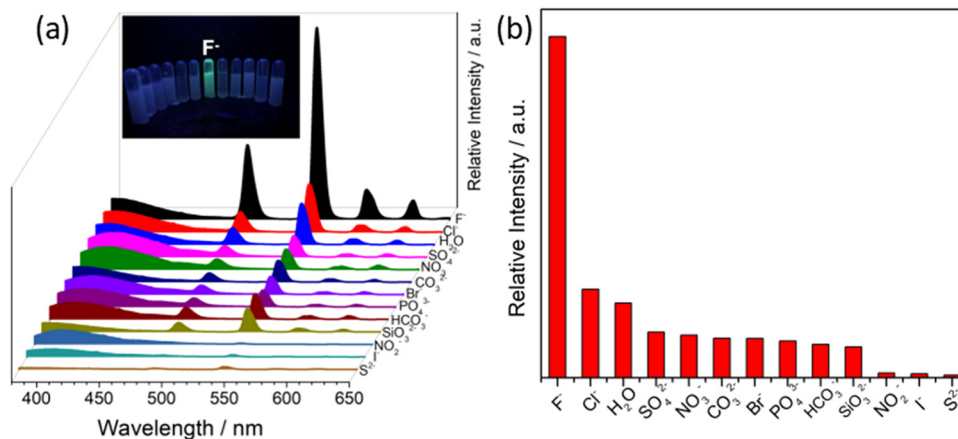 (a)
F⁻
Relative Intensity / a.u.
F⁻
Cl⁻
H₂O
SO₄²⁻
NO₃⁻
CO₃²⁻
Br⁻
PO₄³⁻
HCO₃⁻
SiO₃²⁻
NO₂⁻
I⁻
S²⁻
400 450 500 550 600 650
Wavelength / nm
(b)
Relative Intensity / a.u.
F⁻ Cl⁻ H₂O SO₄²⁻ NO₃⁻ CO₃²⁻ Br⁻ PO₄³⁻ HCO₃⁻ SiO₃²⁻ NO₂⁻ I⁻ S²⁻